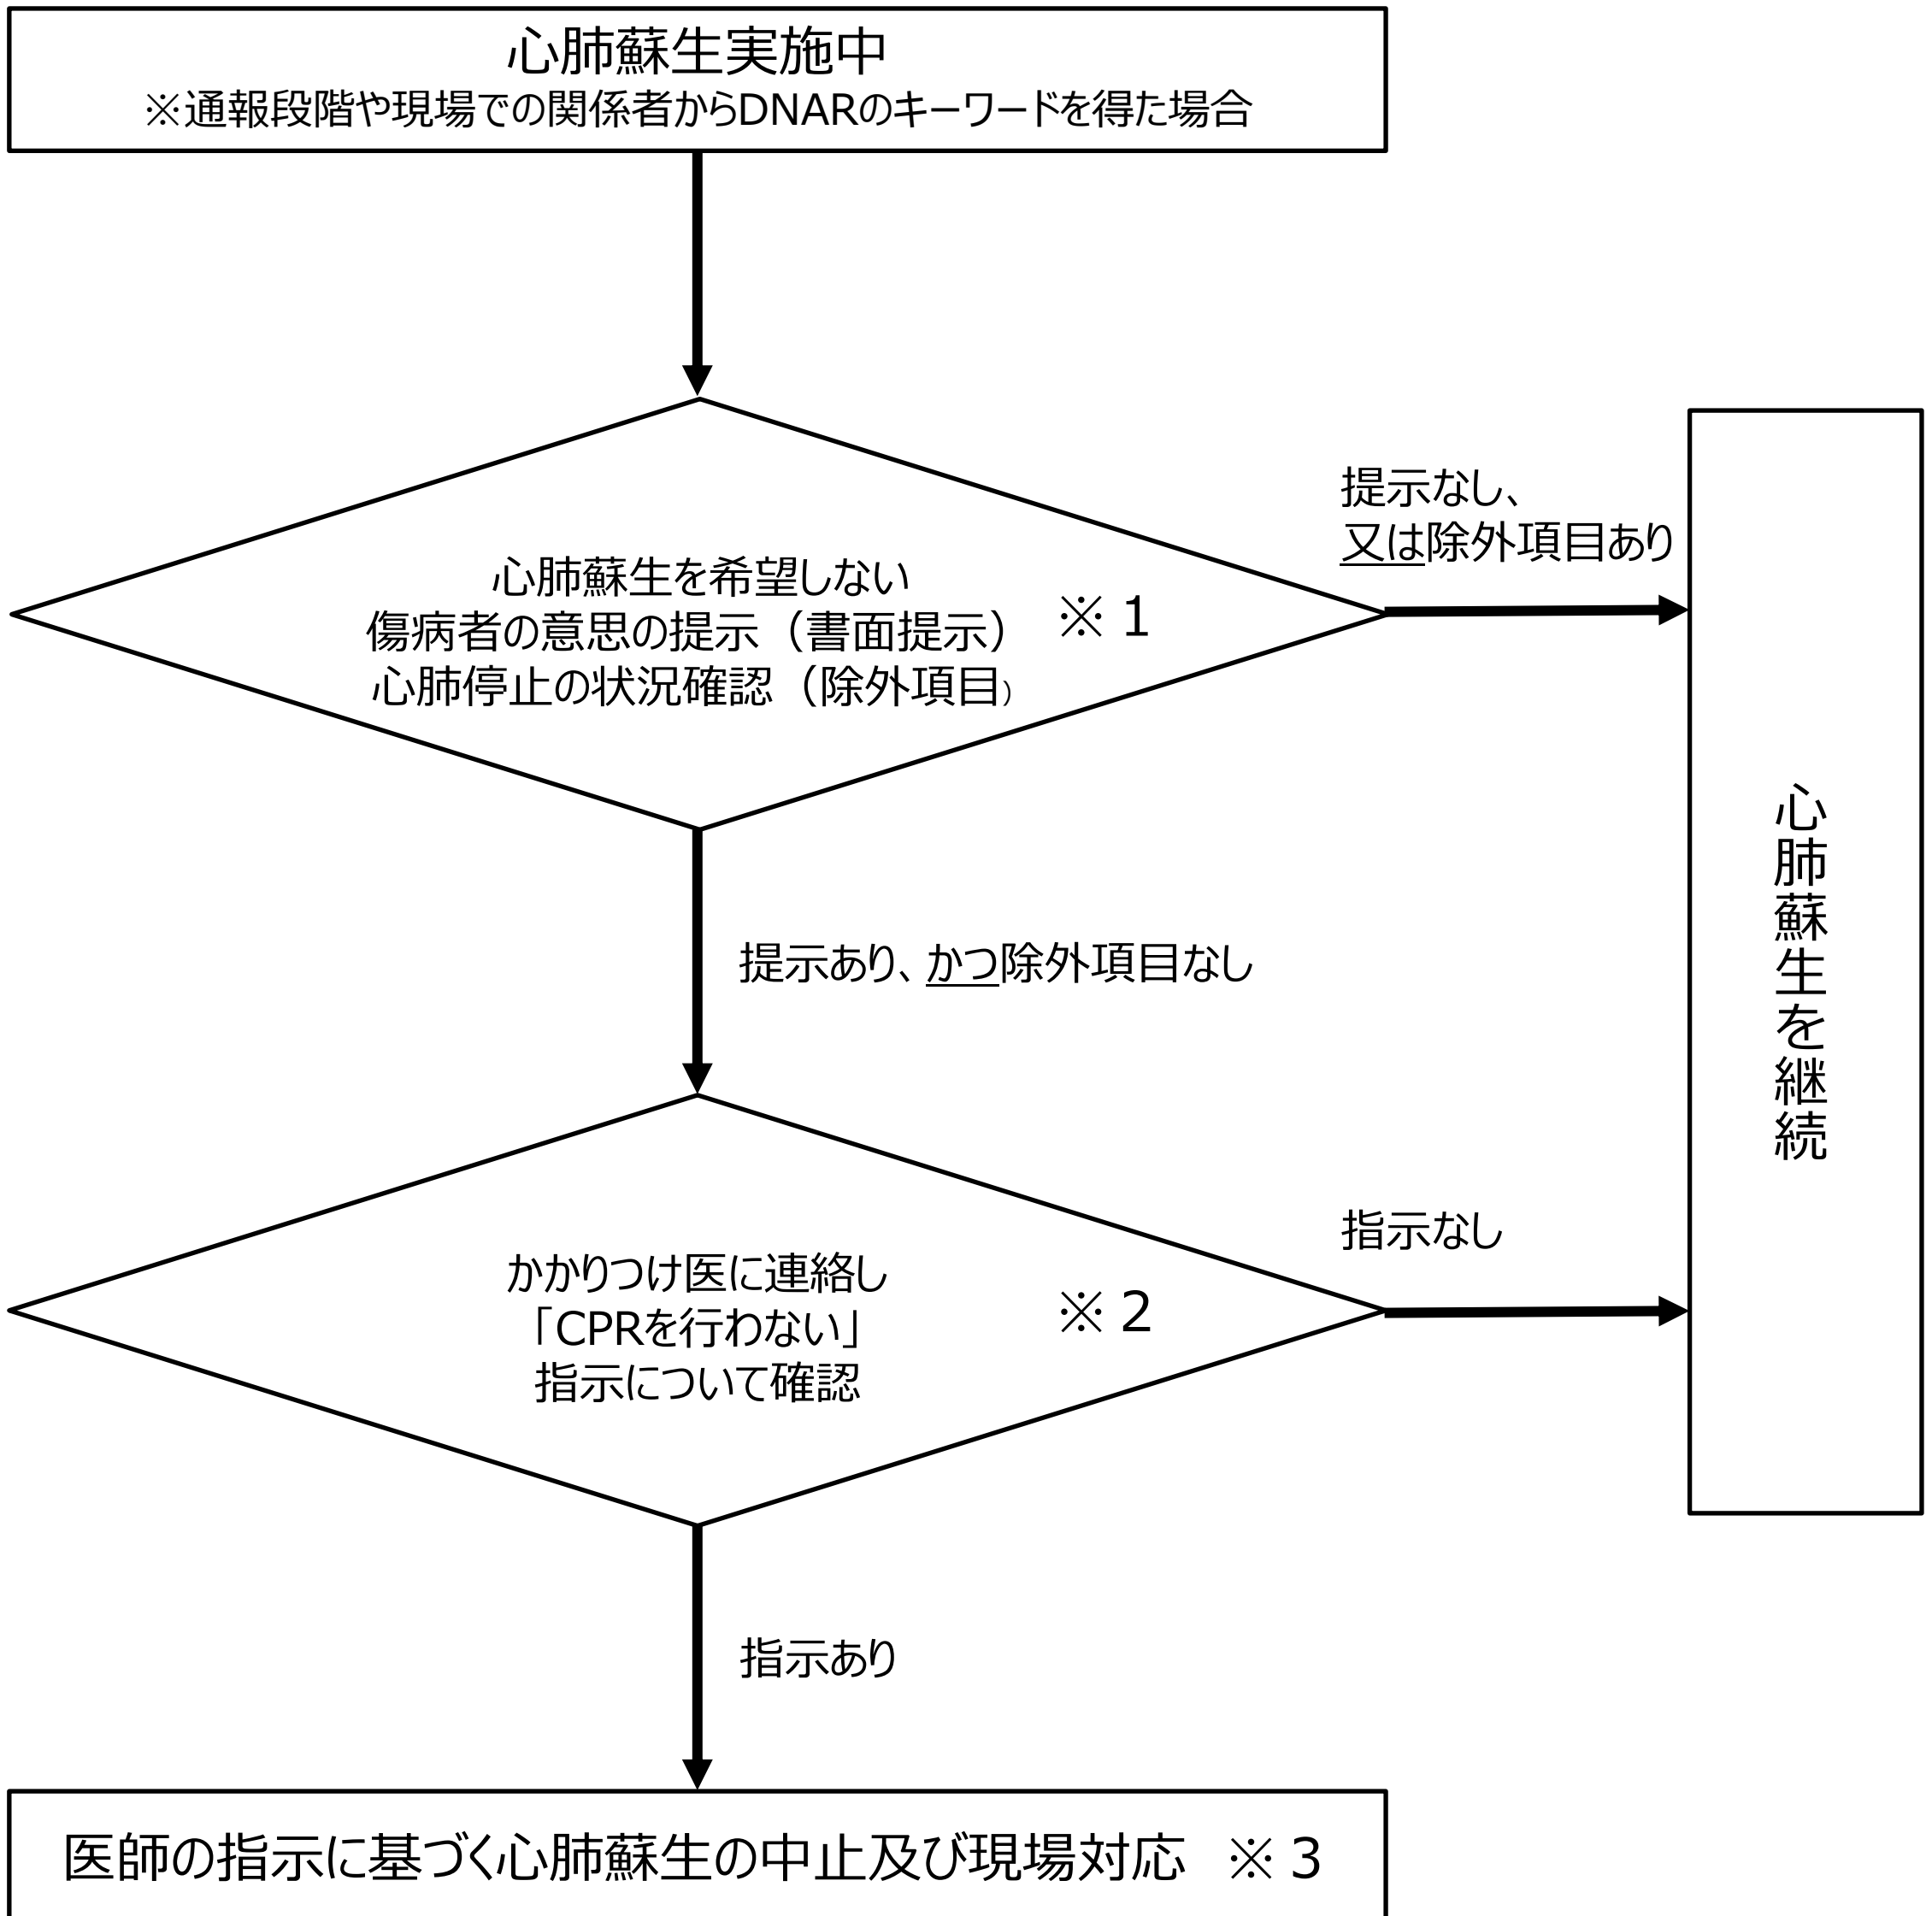 心肺蘇生実施中
※通報段階や現場での関係者からDNARのキーワードを得た場合
提示なし、
又は除外項目あり
心肺蘇生を希望しない
傷病者の意思の提示（書面提示）
心肺停止の状況確認（除外項目）
※１
提示あり、かつ除外項目なし
心肺蘇生を継続
指示なし
かかりつけ医に連絡し
「CPRを行わない」
指示について確認
※２
指示あり
医師の指示に基づく心肺蘇生の中止及び現場対応 ※３